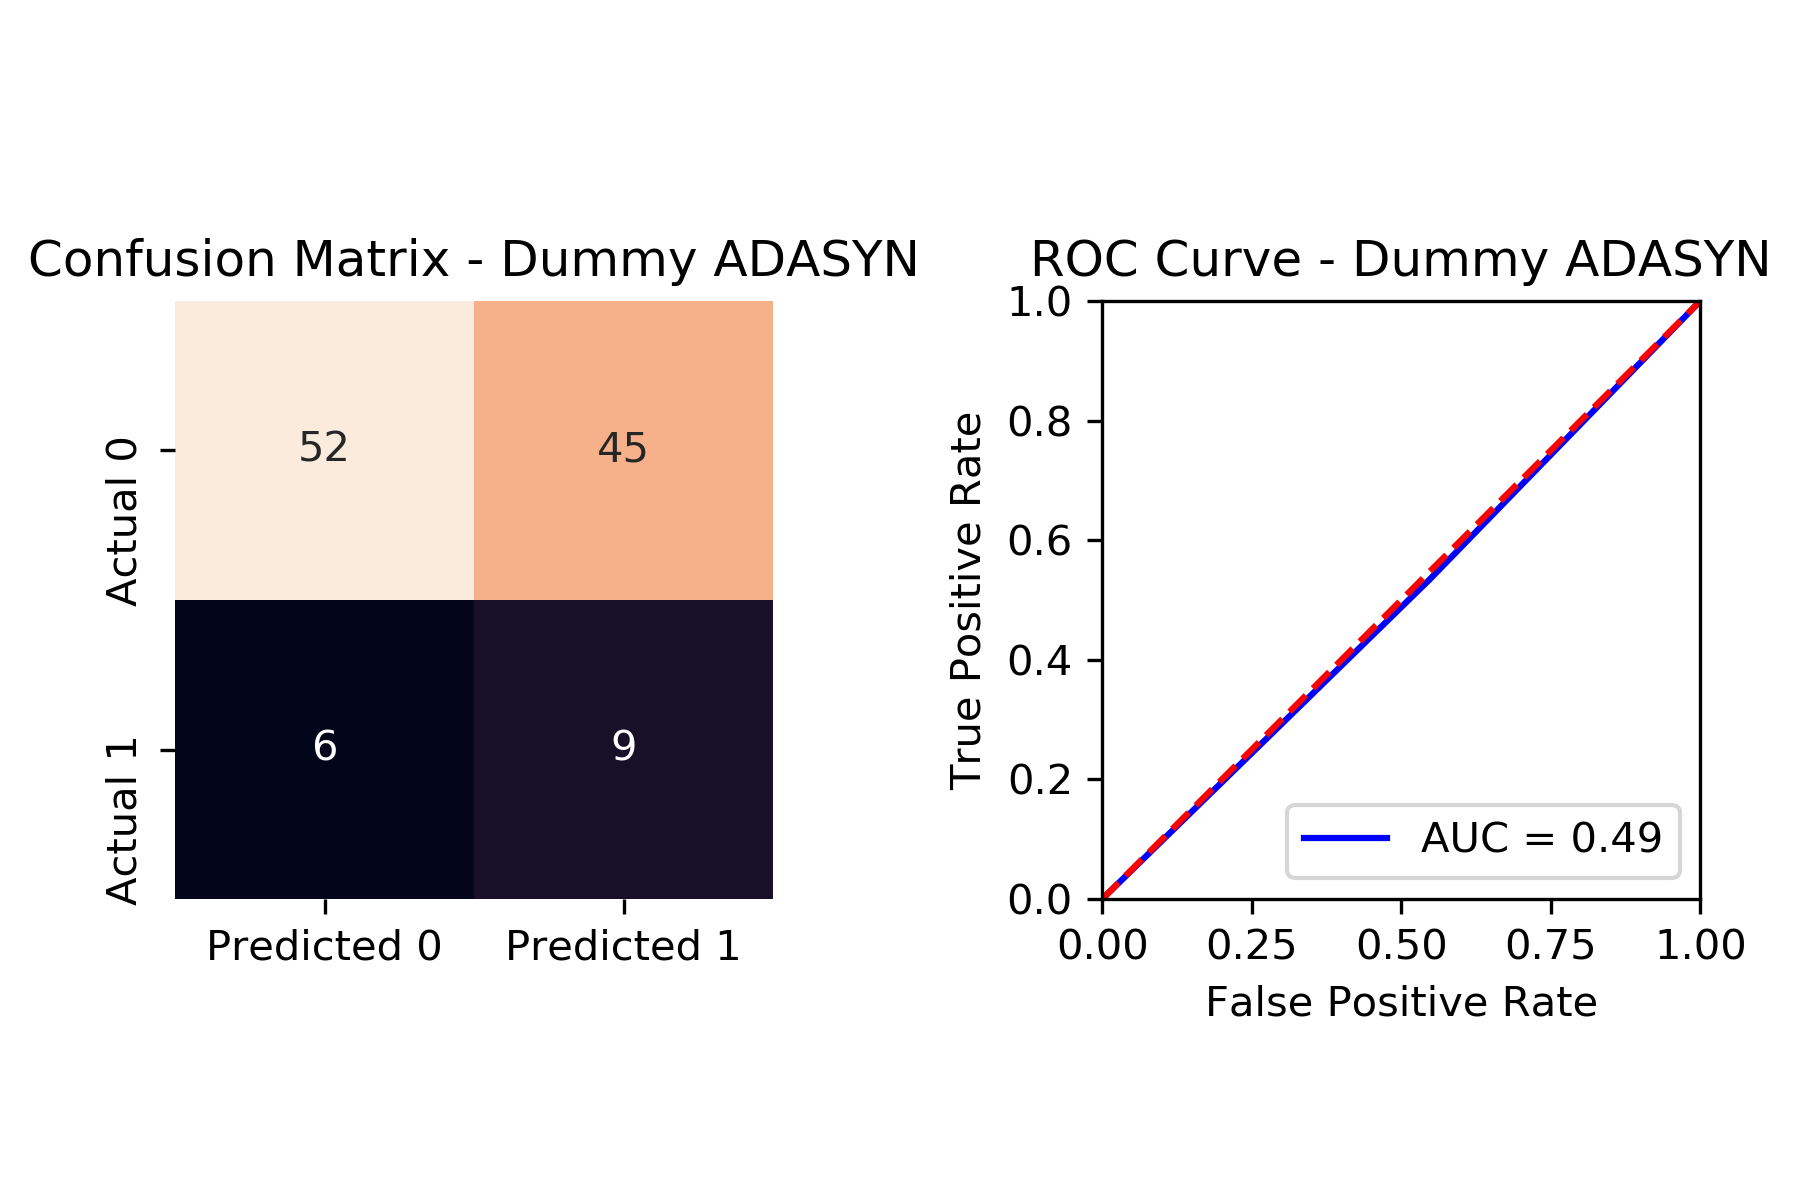 Confusion Matrix - Dummy ADASYN
Actual 0
Actual 1
52
45
6
9
Predicted 0
Predicted 1
ROC Curve - Dummy ADASYN
True Positive Rate
1.0
0.8
0.6
0.4
0.2
0.0
AUC = 0.49
0.00
0.25
0.50
0.75
1.00
False Positive Rate